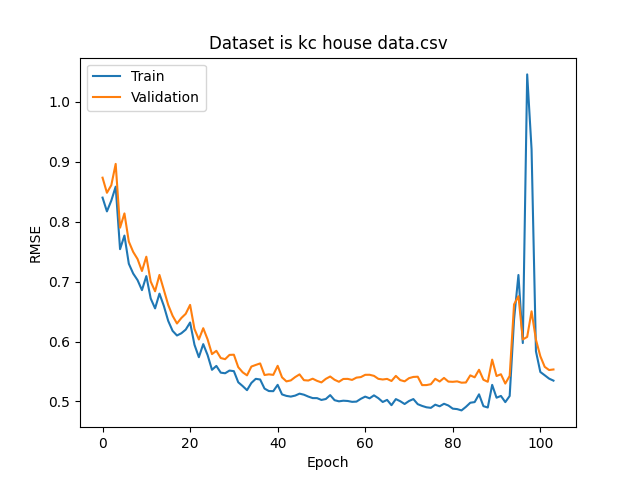 Dataset is kc house data.csv
Train
Validation
1.0
0.9
0.8
0.7
0.6
0.5
RMSE
0 20 40 60 80 100
Epoch